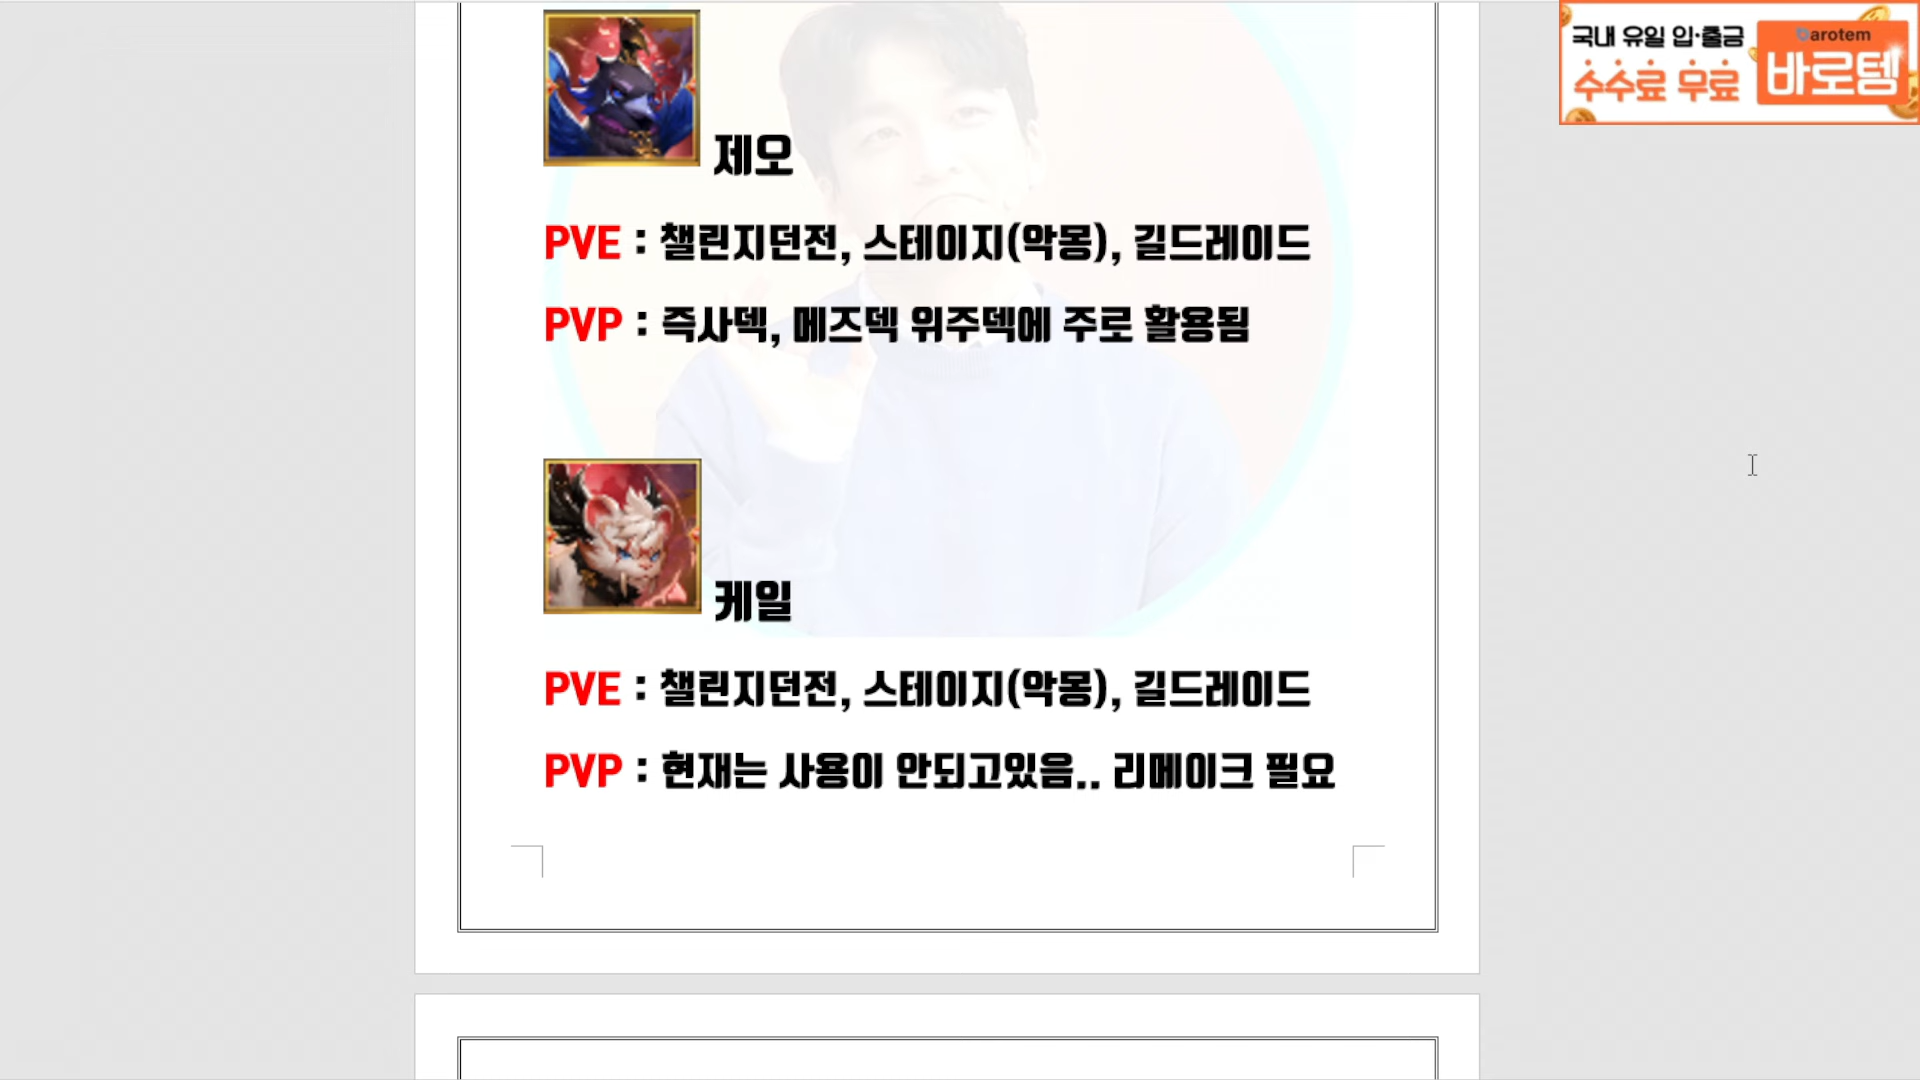 국내 유일 입·출금
수수료 무료
barotem
바로템
제오
PVE : 챌린지던전, 스테이지(악몽), 길드레이드
PVP : 즉사덱, 메즈덱 위주덱에 주로 활용됨
케일
PVE : 챌린지던전, 스테이지(악몽), 길드레이드
PVP : 현재는 사용이 안되고있음.. 리메이크 필요